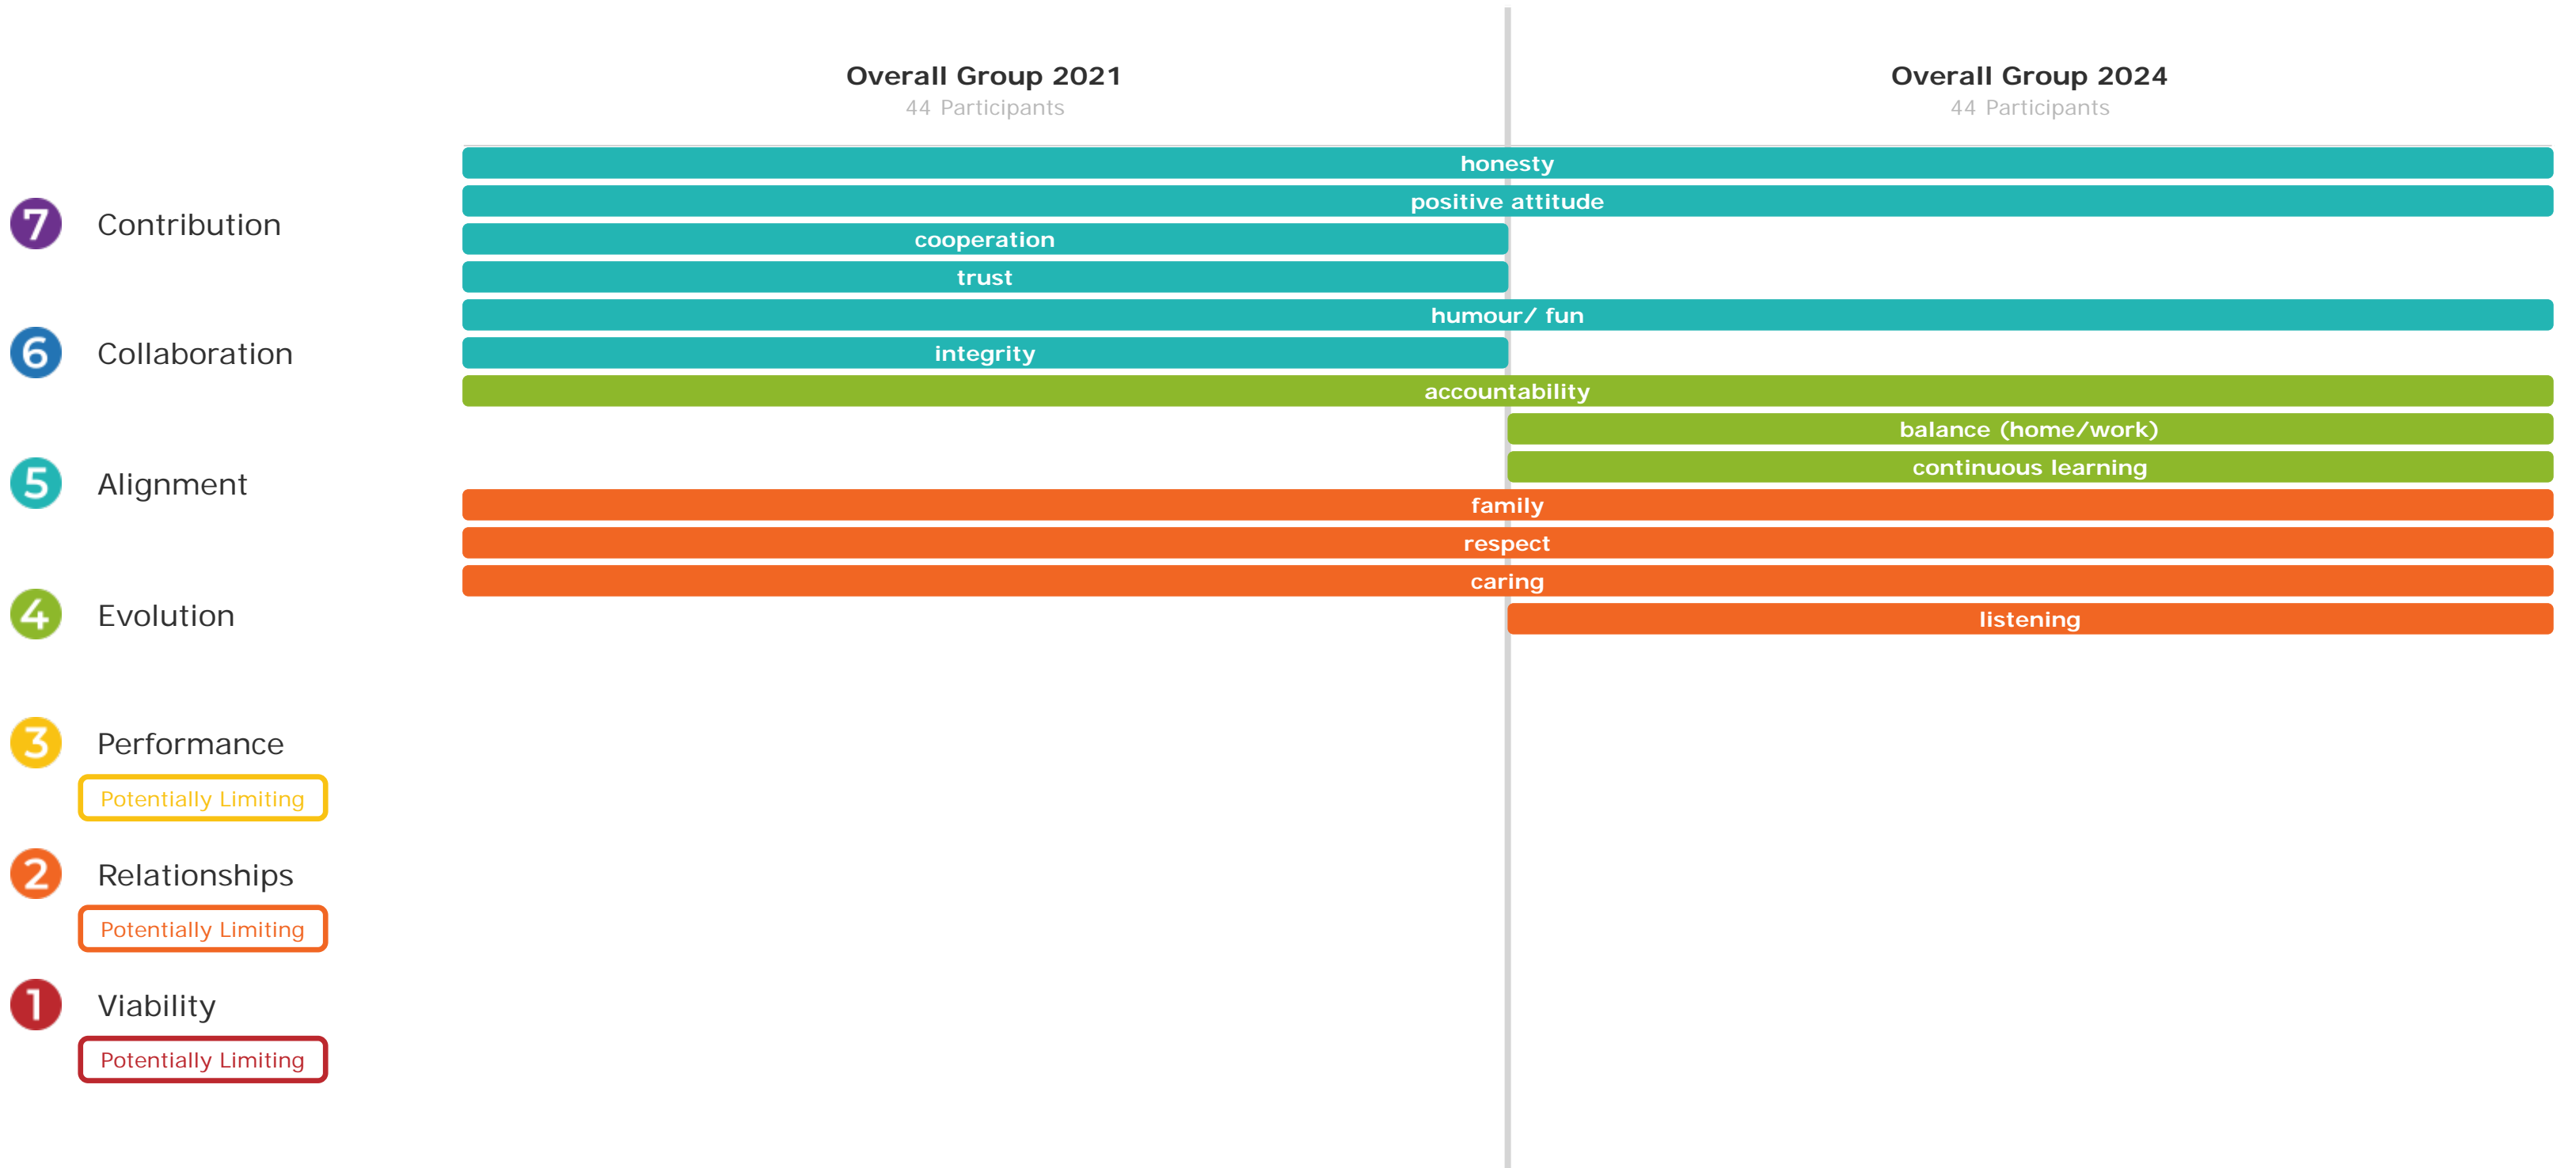 Overall Group 2021
44 Participants
Overall Group 2024
44 Participants
honesty
positive attitude
7 Contribution
cooperation
trust
humour/ fun
6 Collaboration
integrity
accountability
balance (home/work)
continuous learning
5 Alignment
family
respect
caring
4 Evolution
listening
3 Performance
Potentially Limiting
2 Relationships
Potentially Limiting
1 Viability
Potentially Limiting